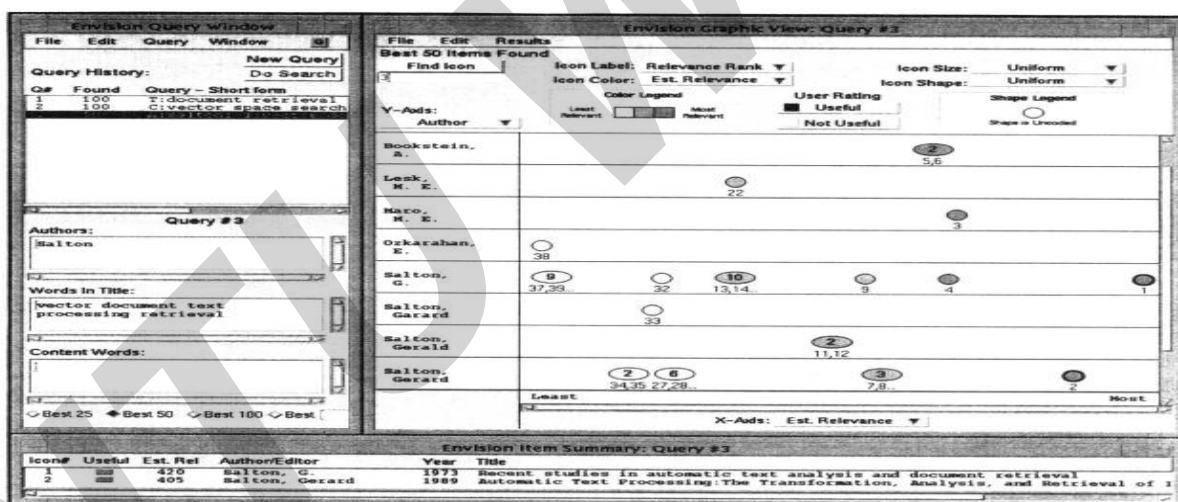 Envision Query Window
File Edit Query Window
New Query
Query History: Do Search
Q# Found Query – Short form
1 100 T:document retrieval
2 100 C:vector space search
Query #3
Authors:
Salton
Words In Title:
vector document text
processing retrieval
Content Words:
Best 25 Best 50 Best 100 Best
Envision Graphic View: Query #3
File Edit Results
Best 50 Items Found
Find Icon
3
Icon Label: Relevance Rank
Icon Size: Uniform
Icon Color: Est. Relevance
Icon Shape: Uniform
Color Legend
Least Relevant
Most Relevant
User Rating
Useful
Not Useful
Shape Legend
Shape is Uncoded
Y-Axis:
Author
Bookstein, A.
2
5,6
Lesk, M. E.
22
Maro, M. E.
3
Ozkarahan, E.
38
Salton, G.
9 10
37,39.. 32 13,14.. 9 4 1
Salton, Garard
33
Salton, Gerald
2
11,12
Salton, Gerard
2 6 3
34,35 27,28.. 7,8.. 2
Least Most
X-Axis: Est. Relevance
Envision Item Summary: Query #3
Icon# Useful Est. Rel Author/Editor Year Title
1 420 Salton, G. 1973 Recent studies in automatic text analysis and document retrieval
2 405 Salton, Gerard 1989 Automatic Text Processing:The Transformation, Analysis, and Retrieval of I